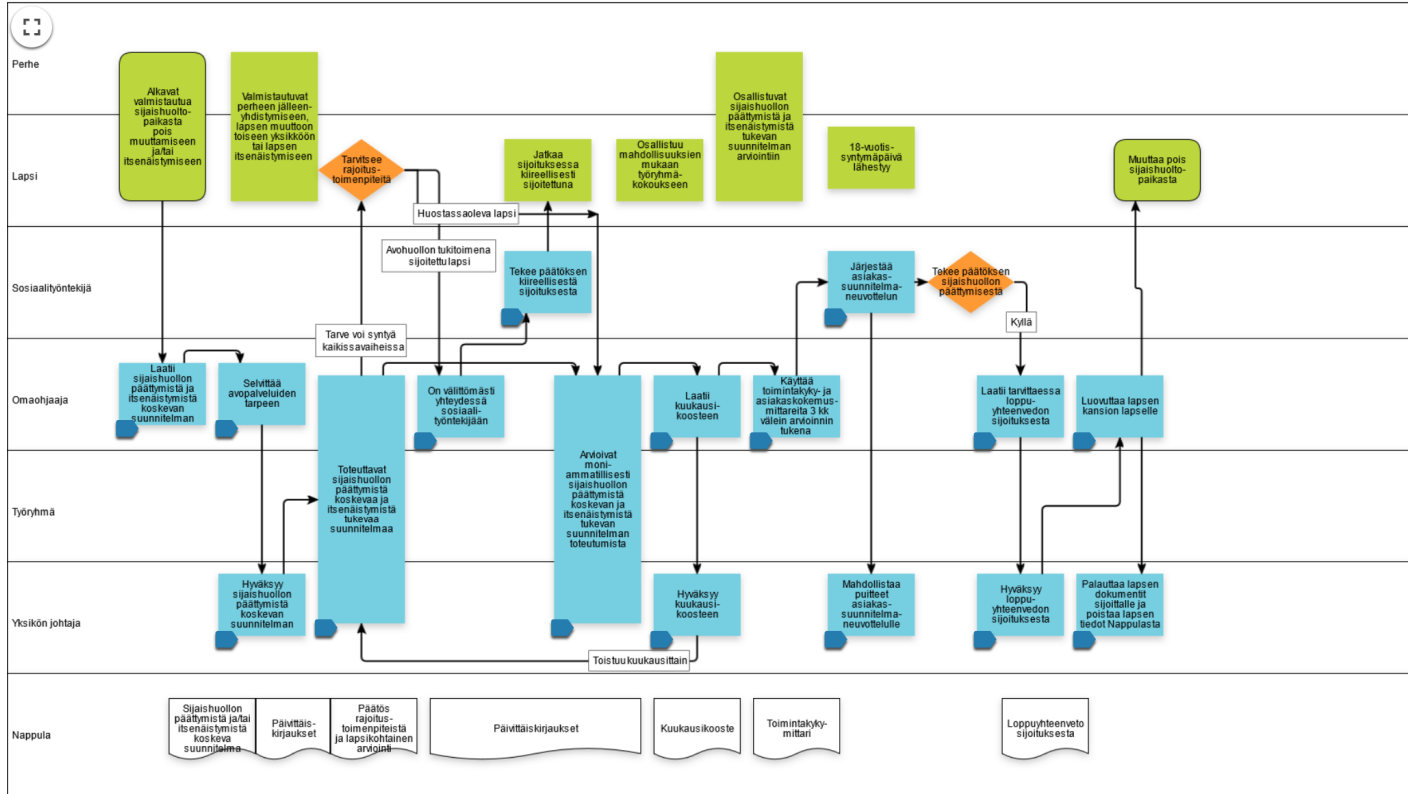 Perhe
Alkavat
valmistautua
sijaishuolto-
paikasta
pois
muuttamiseen
ja/tai
itsenäistymiseen
Valmistautuvat
perheen jälleen-
yhdistymiseen,
lapsen muuttoon
toiseen yksikköön
tai lapsen
itsenäistymiseen
Osallistuvat
sijaishuollon
päättymistä ja
itsenäistymistä
tukevan
suunnitelman
arviointiin
Lapsi
Tarvitsee
rajoitus-
toimenpiteitä
Jatkaa
sijoituksessa
kiireellisesti
sijoitettuna
Osallistuu
mahdollisuuksien
mukaan
työryhmä-
kokoukseen
18-vuotis-
syntymäpäivä
lähestyy
Muuttaa pois
sijaishuolto-
paikasta
Huostassaoleva lapsi
Avohuollon tukitoimena
sijoitettu lapsi
Sosiaalityöntekijä
Tekee päätöksen
kiireellisestä
sijoituksesta
Järjestää
asiakas-
suunnitelma-
neuvottelun
Tekee päätöksen
sijaishuollon
päättymisestä
Kyllä
Tarve voi syntyä
kaikissa vaiheissa
Omaohjaaja
Laatii
sijaishuollon
päättymistä ja
itsenäistymistä
koskevan
suunnitelman
Selvittää
avopalveluiden
tarpeen
On välittömästi
yhteydessä
sosiaali-
työntekijään
Laatii
kuukausi-
koosteen
Käyttää
toimintakyky- ja
asiakaskokemus-
mittareita 3 kk
välein arvioinnin
tukena
Laatii tarvittaessa
loppu-
yhteenvedon
sijoituksesta
Luovuttaa lapsen
kansion lapselle
Työryhmä
Toteuttavat
sijaishuollon
päättymistä
koskevaa ja
itsenäistymistä
tukevaa
suunnitelmaa
Arvioivat
moni-
ammatillisesti
sijaishuollon
päättymistä
koskevan ja
itsenäistymistä
tukevan
suunnitelman
toteutumista
Yksikön johtaja
Hyväksyy
sijaishuollon
päättymistä
koskevan
suunnitelman
Hyväksyy
kuukausi-
koosteen
Mahdollistaa
puitteet
asiakas-
suunnitelma-
neuvottelulle
Hyväksyy
loppu-
yhteenvedon
sijoituksesta
Palauttaa lapsen
dokumentit
sijoittalle ja
poistaa lapsen
tiedot Nappulasta
Toistuu kuukausittain
Nappula
Sijaishuollon
päättymistä ja/tai
itsenäistymistä
koskeva
suunnitelma
Päivittäis-
kirjaukset
Päätös
rajoitus-
toimenpiteistä
ja lapsikohtainen
arviointi
Päivittäiskirjaukset
Kuukausikooste
Toimintakyky-
mittari
Loppuyhteenveto
sijoituksesta